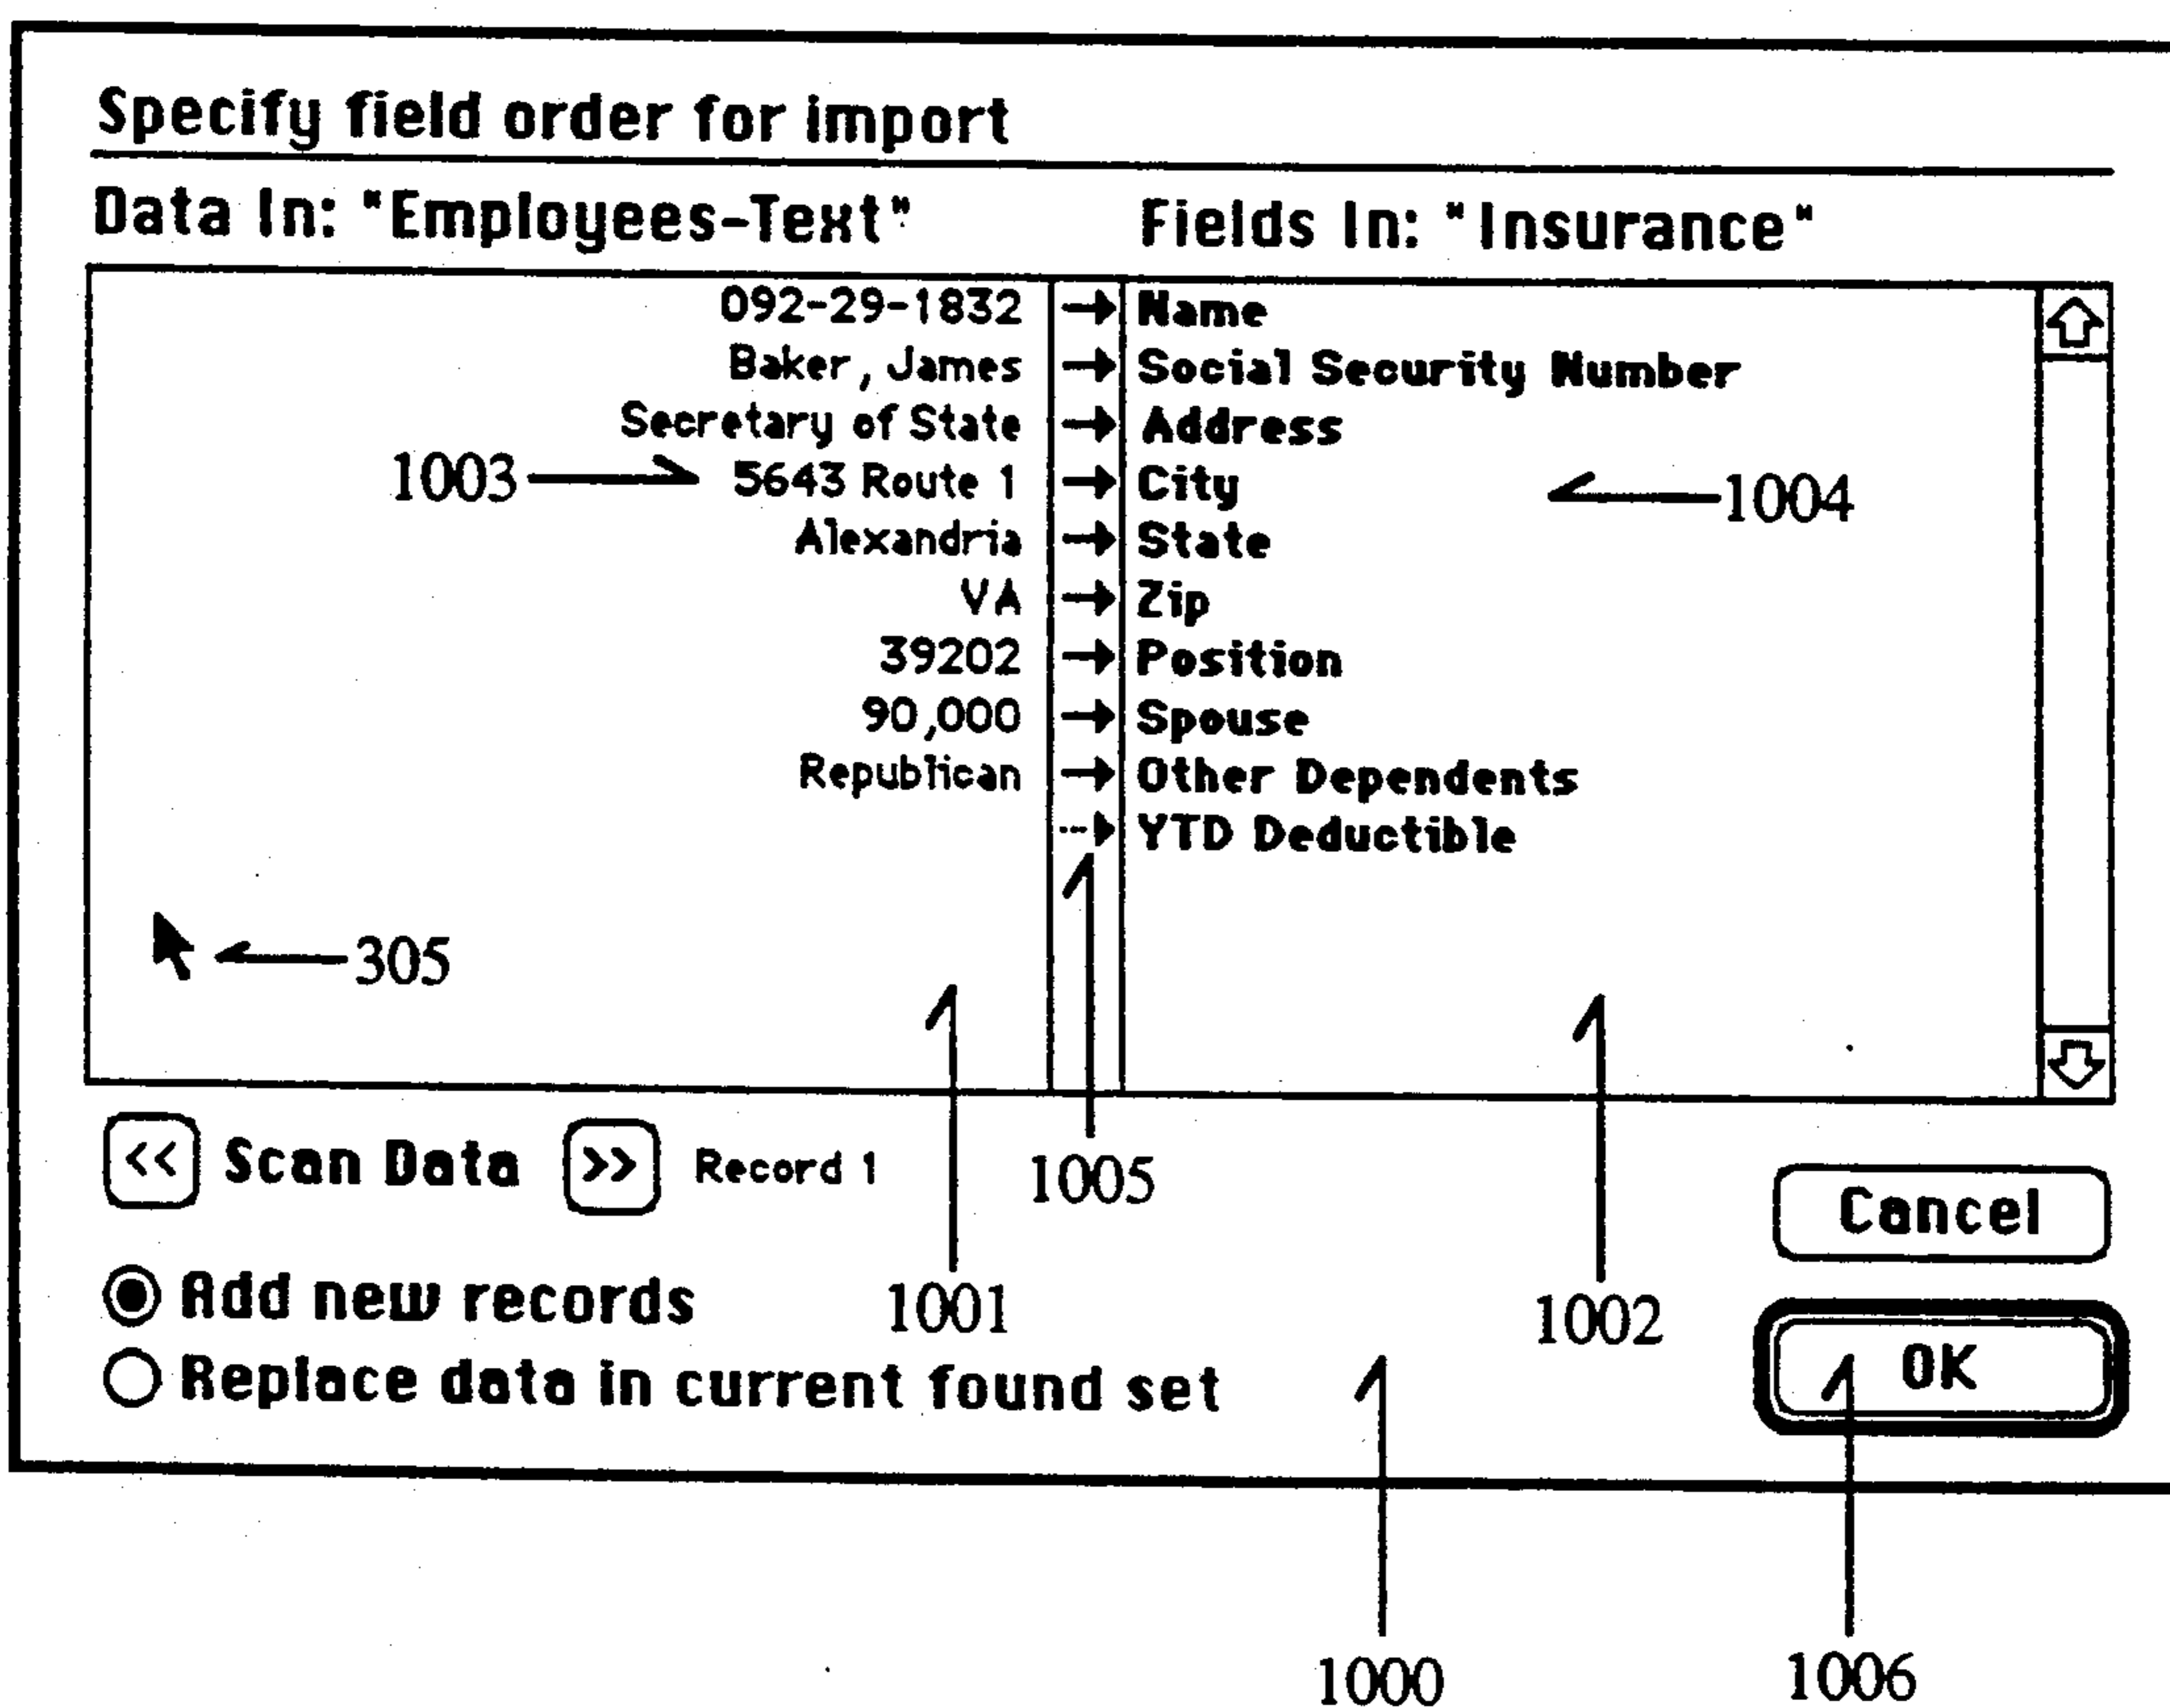 Specify field order for import
Data In: "Employees-Text" Fields In: "Insurance"
092-29-1832 → Name
Baker, James → Social Security Number
Secretary of State → Address
1003 5643 Route 1 → City 1004
Alexandria → State
VA → Zip
39202 → Position
90,000 → Spouse
Republican → Other Dependents
YTD Deductible
305
<< Scan Data >> Record 1 1005
Cancel
Add new records 1001 1002
Replace data in current found set OK
1000 1006